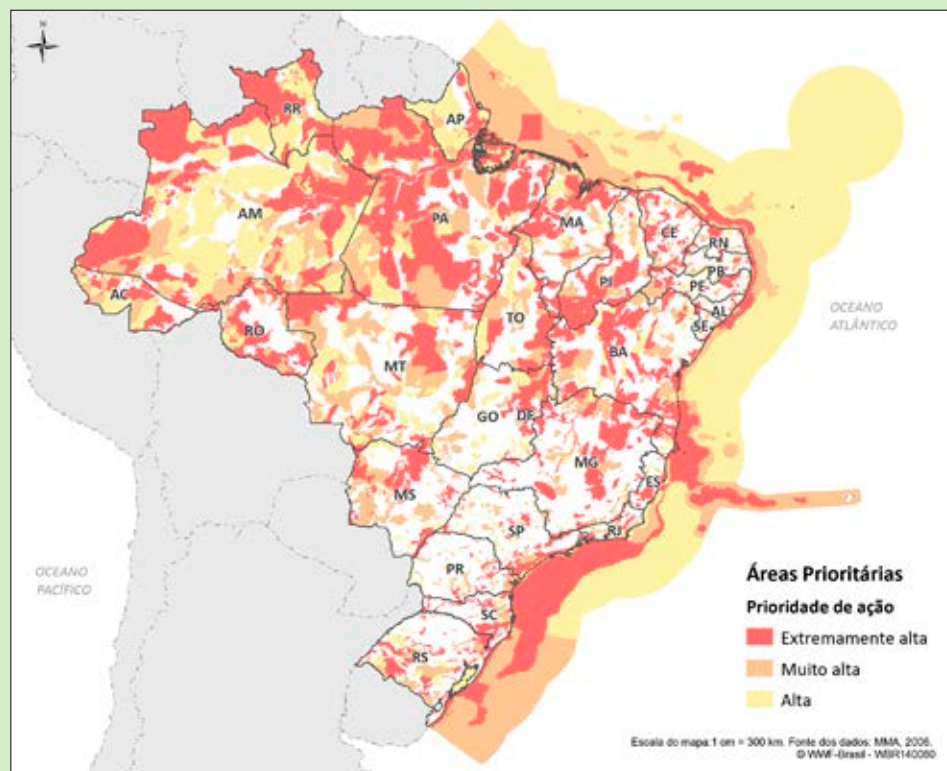 N
RR
AP
AM
PA
MA
CE
RN
PB
PE
AL
SE
PI
AC
RO
TO
BA
MT
GO
DF
MG
ES
MS
SP
RJ
PR
SC
RS
OCEANO
ATLÂNTICO
OCEANO
PACÍFICO
Áreas Prioritárias
Prioridade de ação
Extremamente alta
Muito alta
Alta
Escala do mapa:1 cm = 300 km. Fonte dos dados: MMA, 2006.
© WWF-Brasil - WBR140080